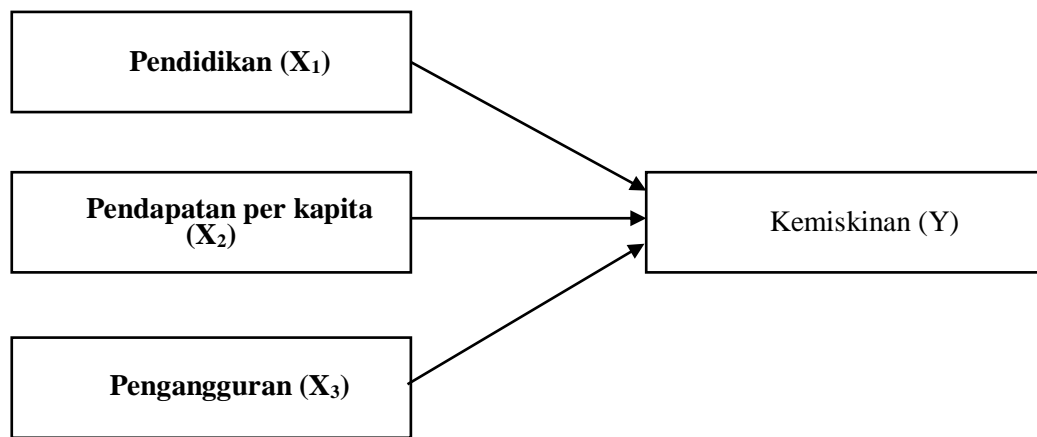 Pendidikan (X₁)
Pendapatan per kapita
(X₂)
Kemiskinan (Y)
Pengangguran (X₃)